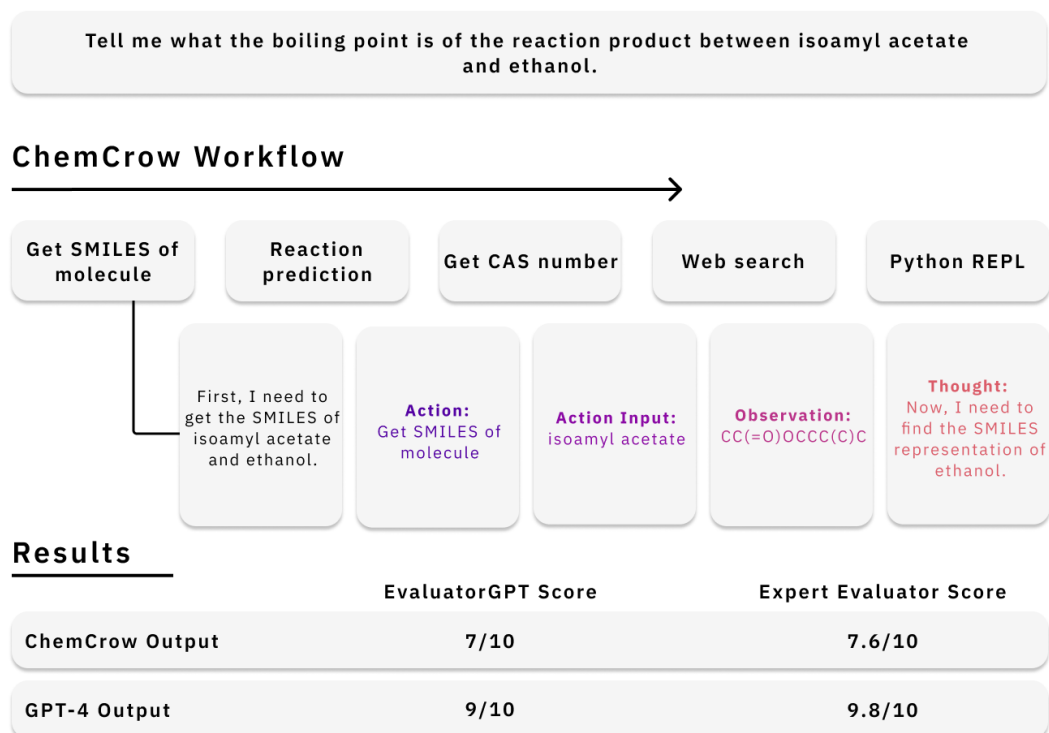 Tell me what the boiling point is of the reaction product between isoamyl acetate
and ethanol.
ChemCrow Workflow
Get SMILES of
molecule
Reaction
prediction
Get CAS number
Web search
Python REPL
First, I need to
get the SMILES of
isoamyl acetate
and ethanol.
Action:
Get SMILES of
molecule
Action Input:
isoamyl acetate
Observation:
CC(=O)OCCC(C)C
Thought:
Now, I need to
find the SMILES
representation of
ethanol.
Results
EvaluatorGPT Score
Expert Evaluator Score
ChemCrow Output
7/10
7.6/10
GPT-4 Output
9/10
9.8/10